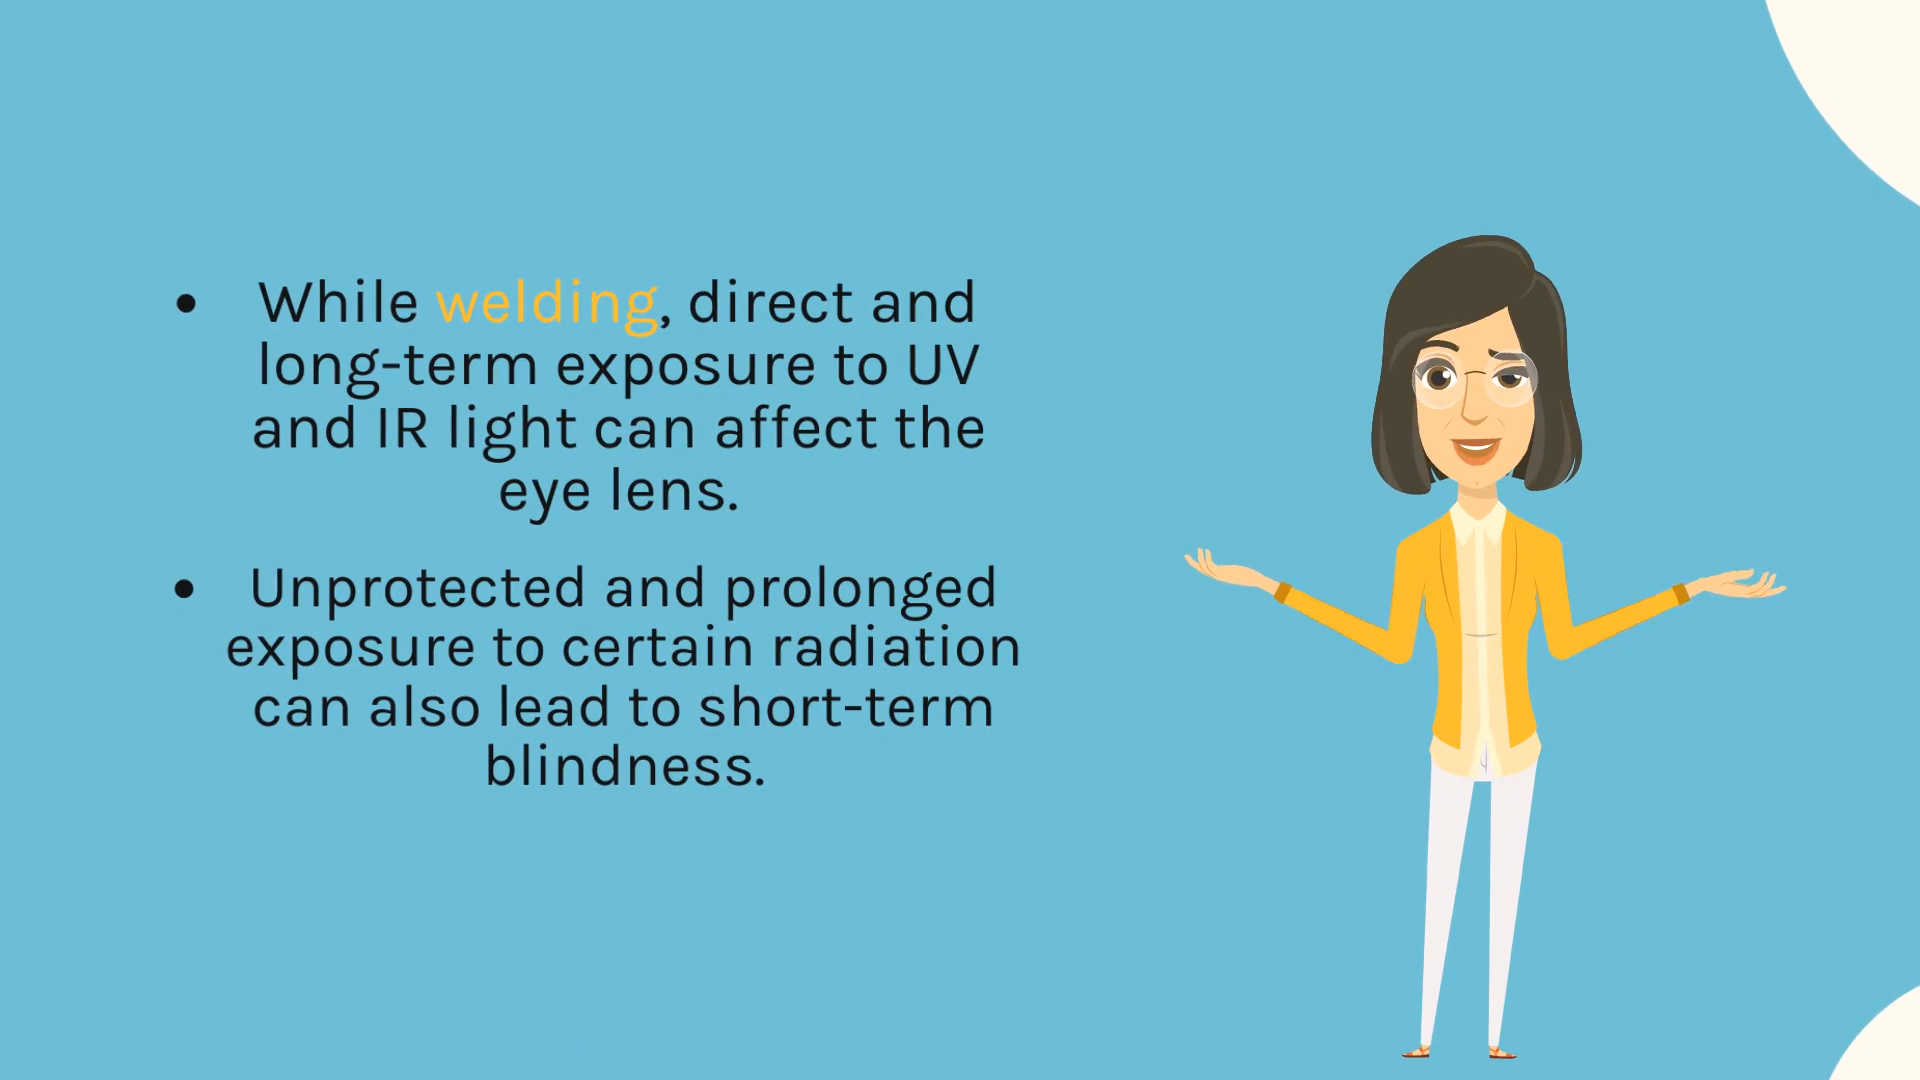 • While welding, direct and
long-term exposure to UV
and IR light can affect the
eye lens.
• Unprotected and prolonged
exposure to certain radiation
can also lead to short-term
blindness.